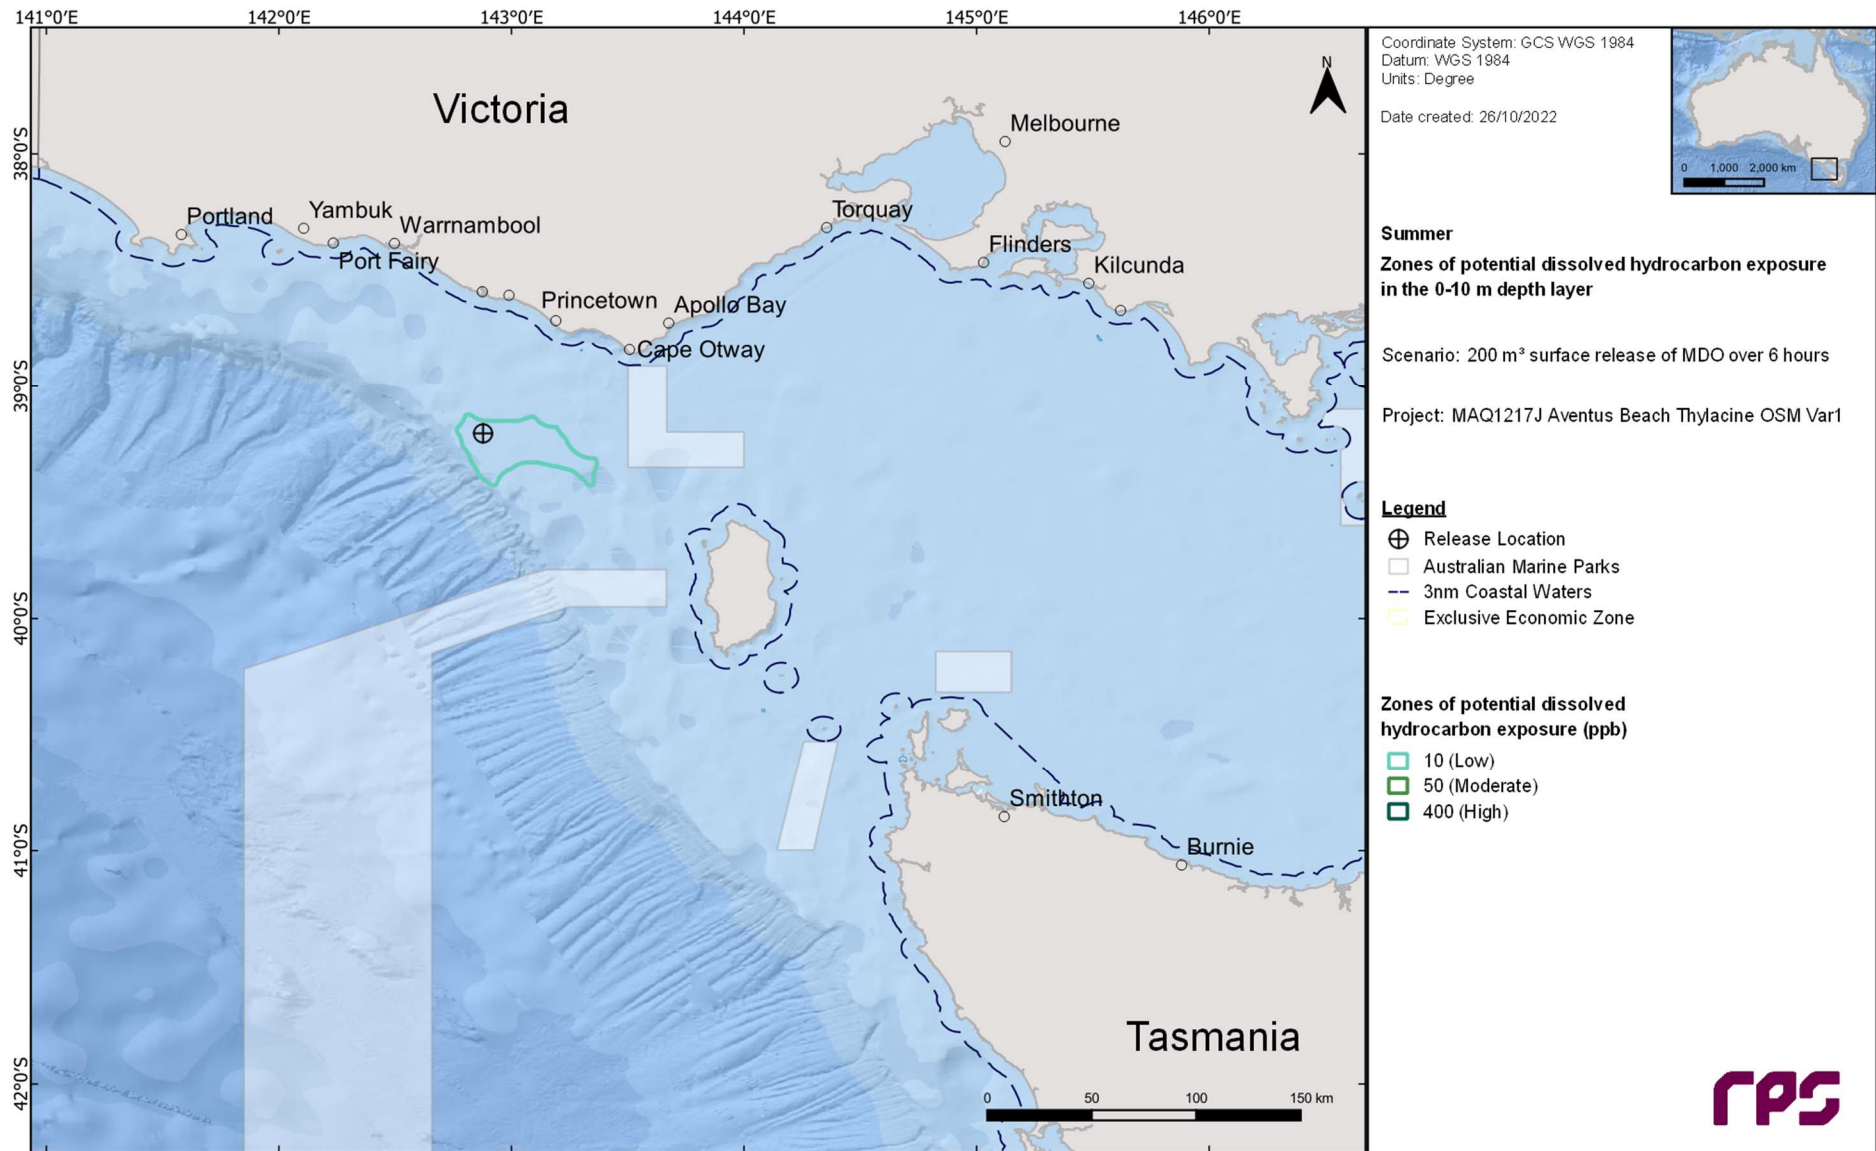 141°0'E
142°0'E
143°0'E
144°0'E
145°0'E
146°0'E
38°0'S
39°0'S
40°0'S
41°0'S
42°0'S
Victoria
N
Melbourne
Portland
Yambuk
Warrnambool
Port Fairy
Torquay
Flinders
Kilcunda
Princetown
Apollo Bay
Cape Otway
Smithton
Burnie
Tasmania
0 50 100 150 km
Coordinate System: GCS WGS 1984
Datum: WGS 1984
Units: Degree
Date created: 26/10/2022
0 1,000 2,000 km
Summer
Zones of potential dissolved hydrocarbon exposure
in the 0-10 m depth layer
Scenario: 200 m³ surface release of MDO over 6 hours
Project: MAQ1217J Aventus Beach Thylacine OSM Var1
Legend
Release Location
Australian Marine Parks
3nm Coastal Waters
Exclusive Economic Zone
Zones of potential dissolved
hydrocarbon exposure (ppb)
10 (Low)
50 (Moderate)
400 (High)
rps